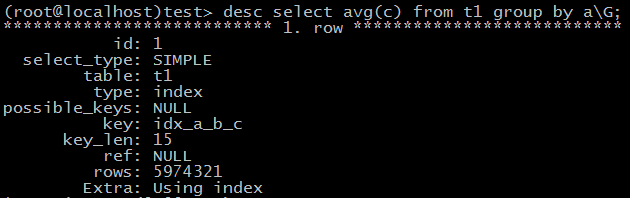 (root@localhost)test> desc select avg(c) from t1 group by a\G;
*************************** 1. row ***************************
id: 1
select_type: SIMPLE
table: t1
type: index
possible_keys: NULL
key: idx_a_b_c
key_len: 15
ref: NULL
rows: 5974321
Extra: Using index